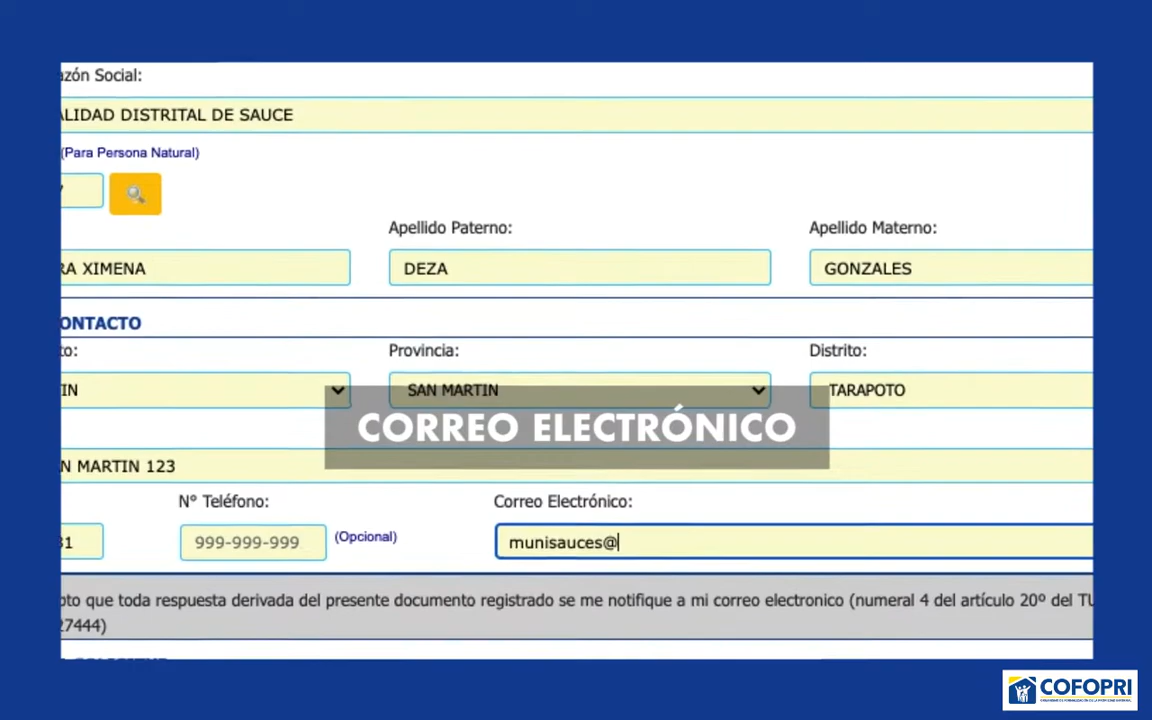 azón Social:
ALIDAD DISTRITAL DE SAUCE
(Para Persona Natural)
RA XIMENA
Apellido Paterno:
DEZA
Apellido Materno:
GONZALES
ONTACTO
to:
IN
Provincia:
SAN MARTIN
Distrito:
TARAPOTO
CORREO ELECTRÓNICO
N MARTIN 123
31
N° Teléfono:
999-999-999
(Opcional)
Correo Electrónico:
munisauces@
pto que toda respuesta derivada del presente documento registrado se me notifique a mi correo electronico (numeral 4 del artículo 20º del TU
27444)
COFOPRI